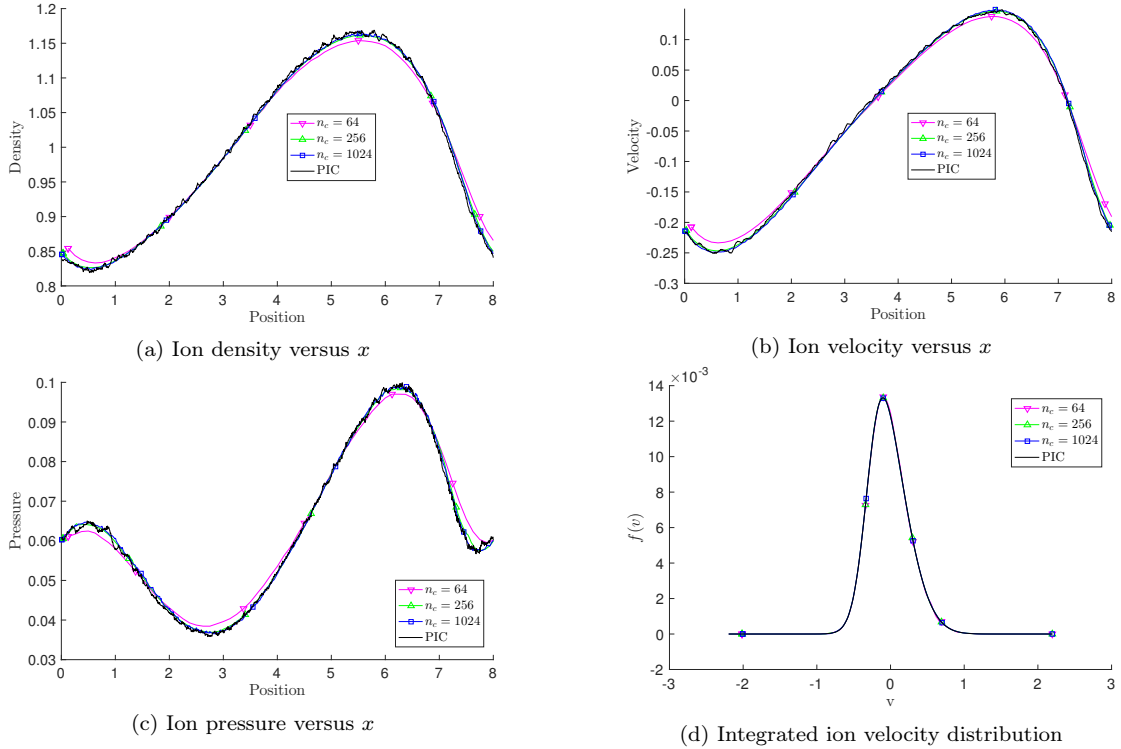 1.2
1.15
1.1
1.05
1
0.95
0.9
0.85
0.8
Density
n_c = 64
n_c = 256
n_c = 1024
PIC
0 1 2 3 4 5 6 7 8
Position
(a) Ion density versus x
0.15
0.1
0.05
0
-0.05
-0.1
-0.15
-0.2
-0.25
-0.3
Velocity
n_c = 64
n_c = 256
n_c = 1024
PIC
0 1 2 3 4 5 6 7 8
Position
(b) Ion velocity versus x
0.1
0.09
0.08
0.07
0.06
0.05
0.04
0.03
Pressure
n_c = 64
n_c = 256
n_c = 1024
PIC
0 1 2 3 4 5 6 7 8
Position
(c) Ion pressure versus x
×10⁻³
14
12
10
8
6
4
2
0
-2
f(v)
n_c = 64
n_c = 256
n_c = 1024
PIC
-3 -2 -1 0 1 2 3
v
(d) Integrated ion velocity distribution